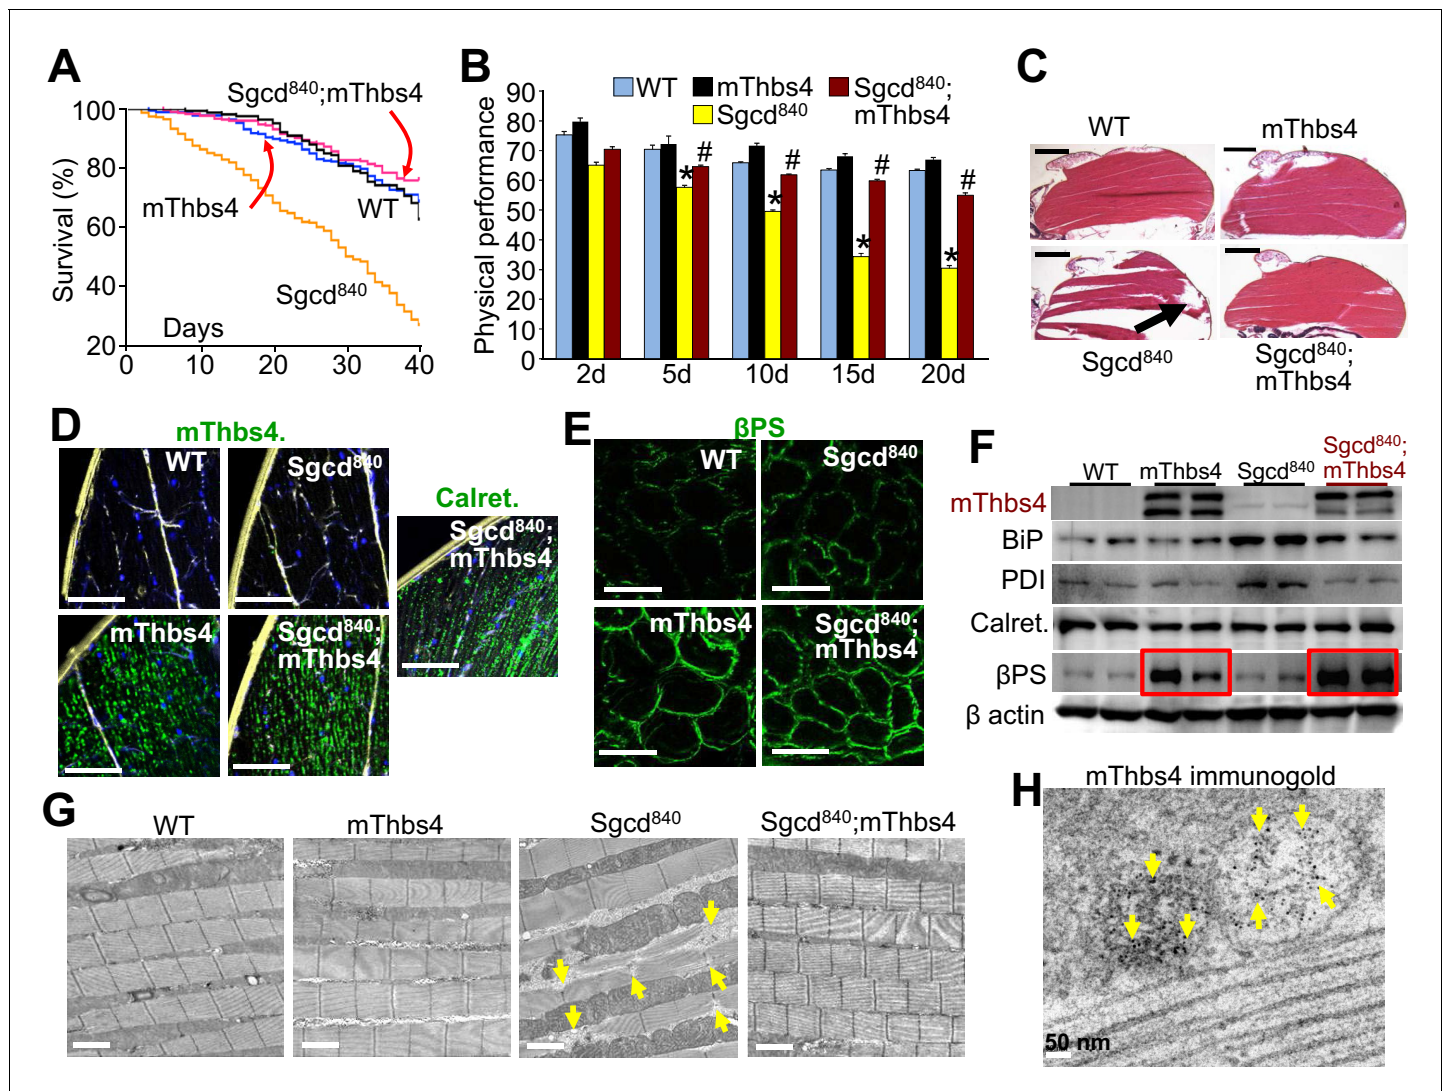 A
Survival (%)
100
80
60
40
20
0
10
20
30
40
Days
Sgcd840;mThbs4
mThbs4
WT
Sgcd840
B
Physical performance
90
80
70
60
50
40
30
20
10
0
WT
mThbs4
Sgcd840;
mThbs4
Sgcd840
*
#
*
#
*
#
*
#
2d
5d
10d
15d
20d
C
WT
mThbs4
Sgcd840
Sgcd840;
mThbs4
D
mThbs4.
WT
Sgcd840
mThbs4
Sgcd840;
mThbs4
Calret.
Sgcd840;
mThbs4
E
βPS
WT
Sgcd840
mThbs4
Sgcd840;
mThbs4
F
WT
mThbs4
Sgcd840
Sgcd840;
mThbs4
mThbs4
BiP
PDI
Calret.
βPS
β actin
G
WT
mThbs4
Sgcd840
Sgcd840;mThbs4
H
mThbs4 immunogold
50 nm